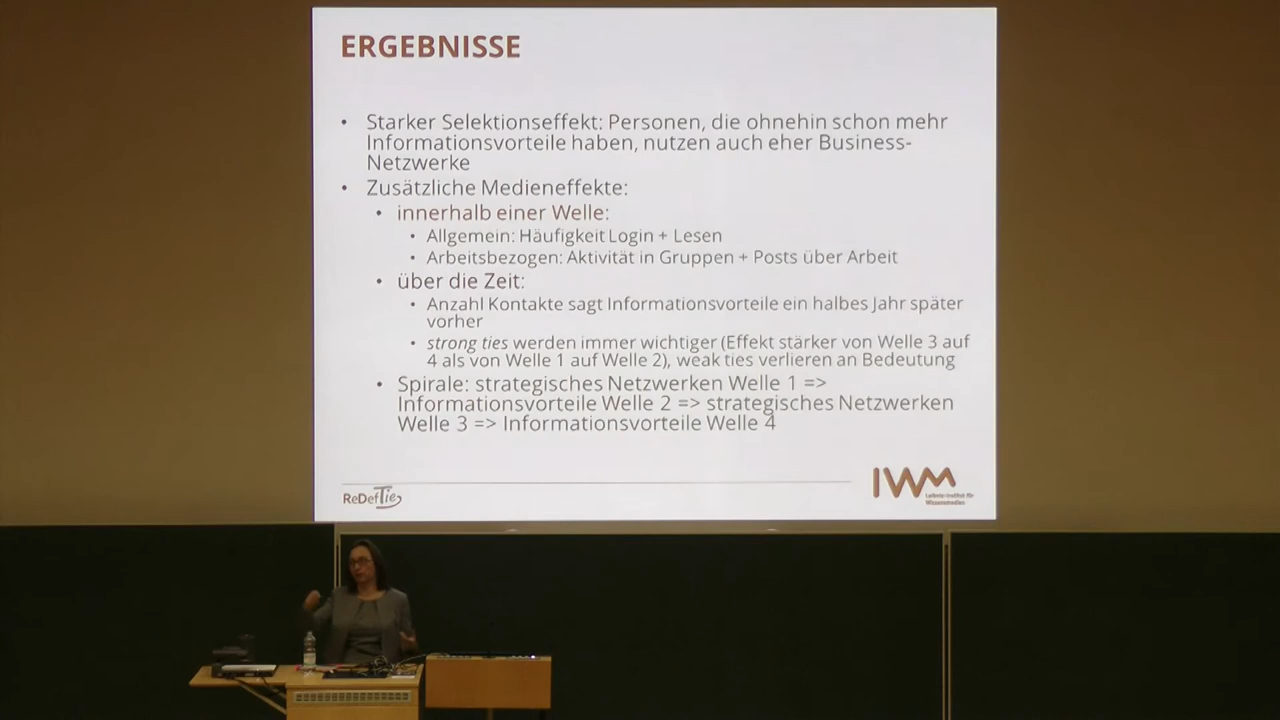 ERGEBNISSE
• Starker Selektionseffekt: Personen, die ohnehin schon mehr
Informationsvorteile haben, nutzen auch eher Business-
Netzwerke
• Zusätzliche Medieneffekte:
• innerhalb einer Welle:
• Allgemein: Häufigkeit Login + Lesen
• Arbeitsbezogen: Aktivität in Gruppen + Posts über Arbeit
• über die Zeit:
• Anzahl Kontakte sagt Informationsvorteile ein halbes Jahr später
vorher
• strong ties werden immer wichtiger (Effekt stärker von Welle 3 auf
4 als von Welle 1 auf Welle 2), weak ties verlieren an Bedeutung
• Spirale: strategisches Netzwerken Welle 1 =>
Informationsvorteile Welle 2 => strategisches Netzwerken
Welle 3 => Informationsvorteile Welle 4
ReDefTie
IWM
Leibniz-Institut für
Wissensmedien